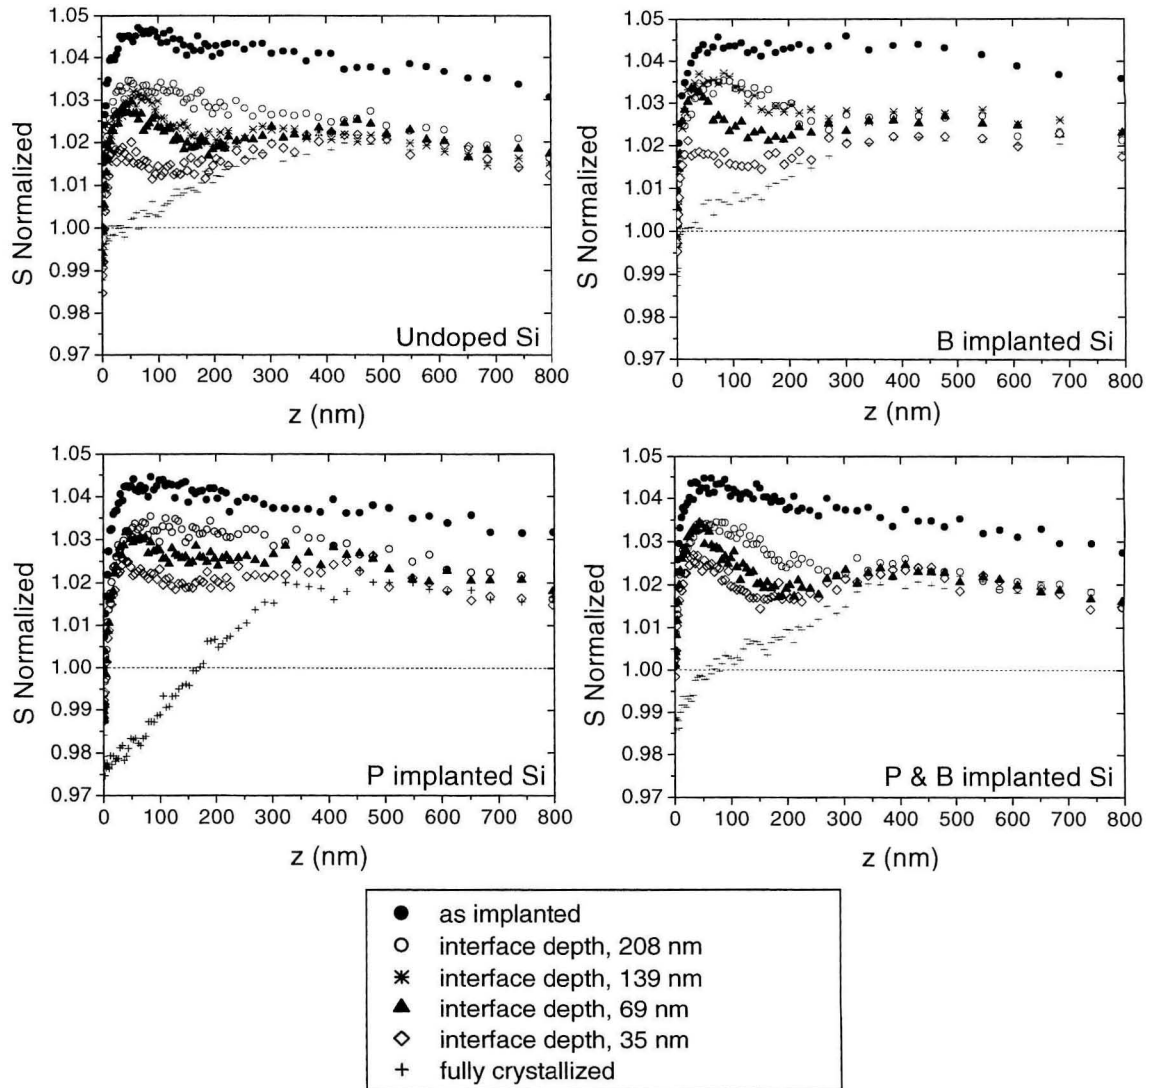 1.05
1.04
1.03
1.02
1.01
1.00
0.99
0.98
0.97
S Normalized
Undoped Si
0 100 200 300 400 500 600 700 800
z (nm)
1.05
1.04
1.03
1.02
1.01
1.00
0.99
0.98
0.97
S Normalized
B implanted Si
0 100 200 300 400 500 600 700 800
z (nm)
1.05
1.04
1.03
1.02
1.01
1.00
0.99
0.98
0.97
S Normalized
P implanted Si
0 100 200 300 400 500 600 700 800
z (nm)
1.05
1.04
1.03
1.02
1.01
1.00
0.99
0.98
0.97
S Normalized
P & B implanted Si
0 100 200 300 400 500 600 700 800
z (nm)
as implanted
interface depth, 208 nm
interface depth, 139 nm
interface depth, 69 nm
interface depth, 35 nm
fully crystallized